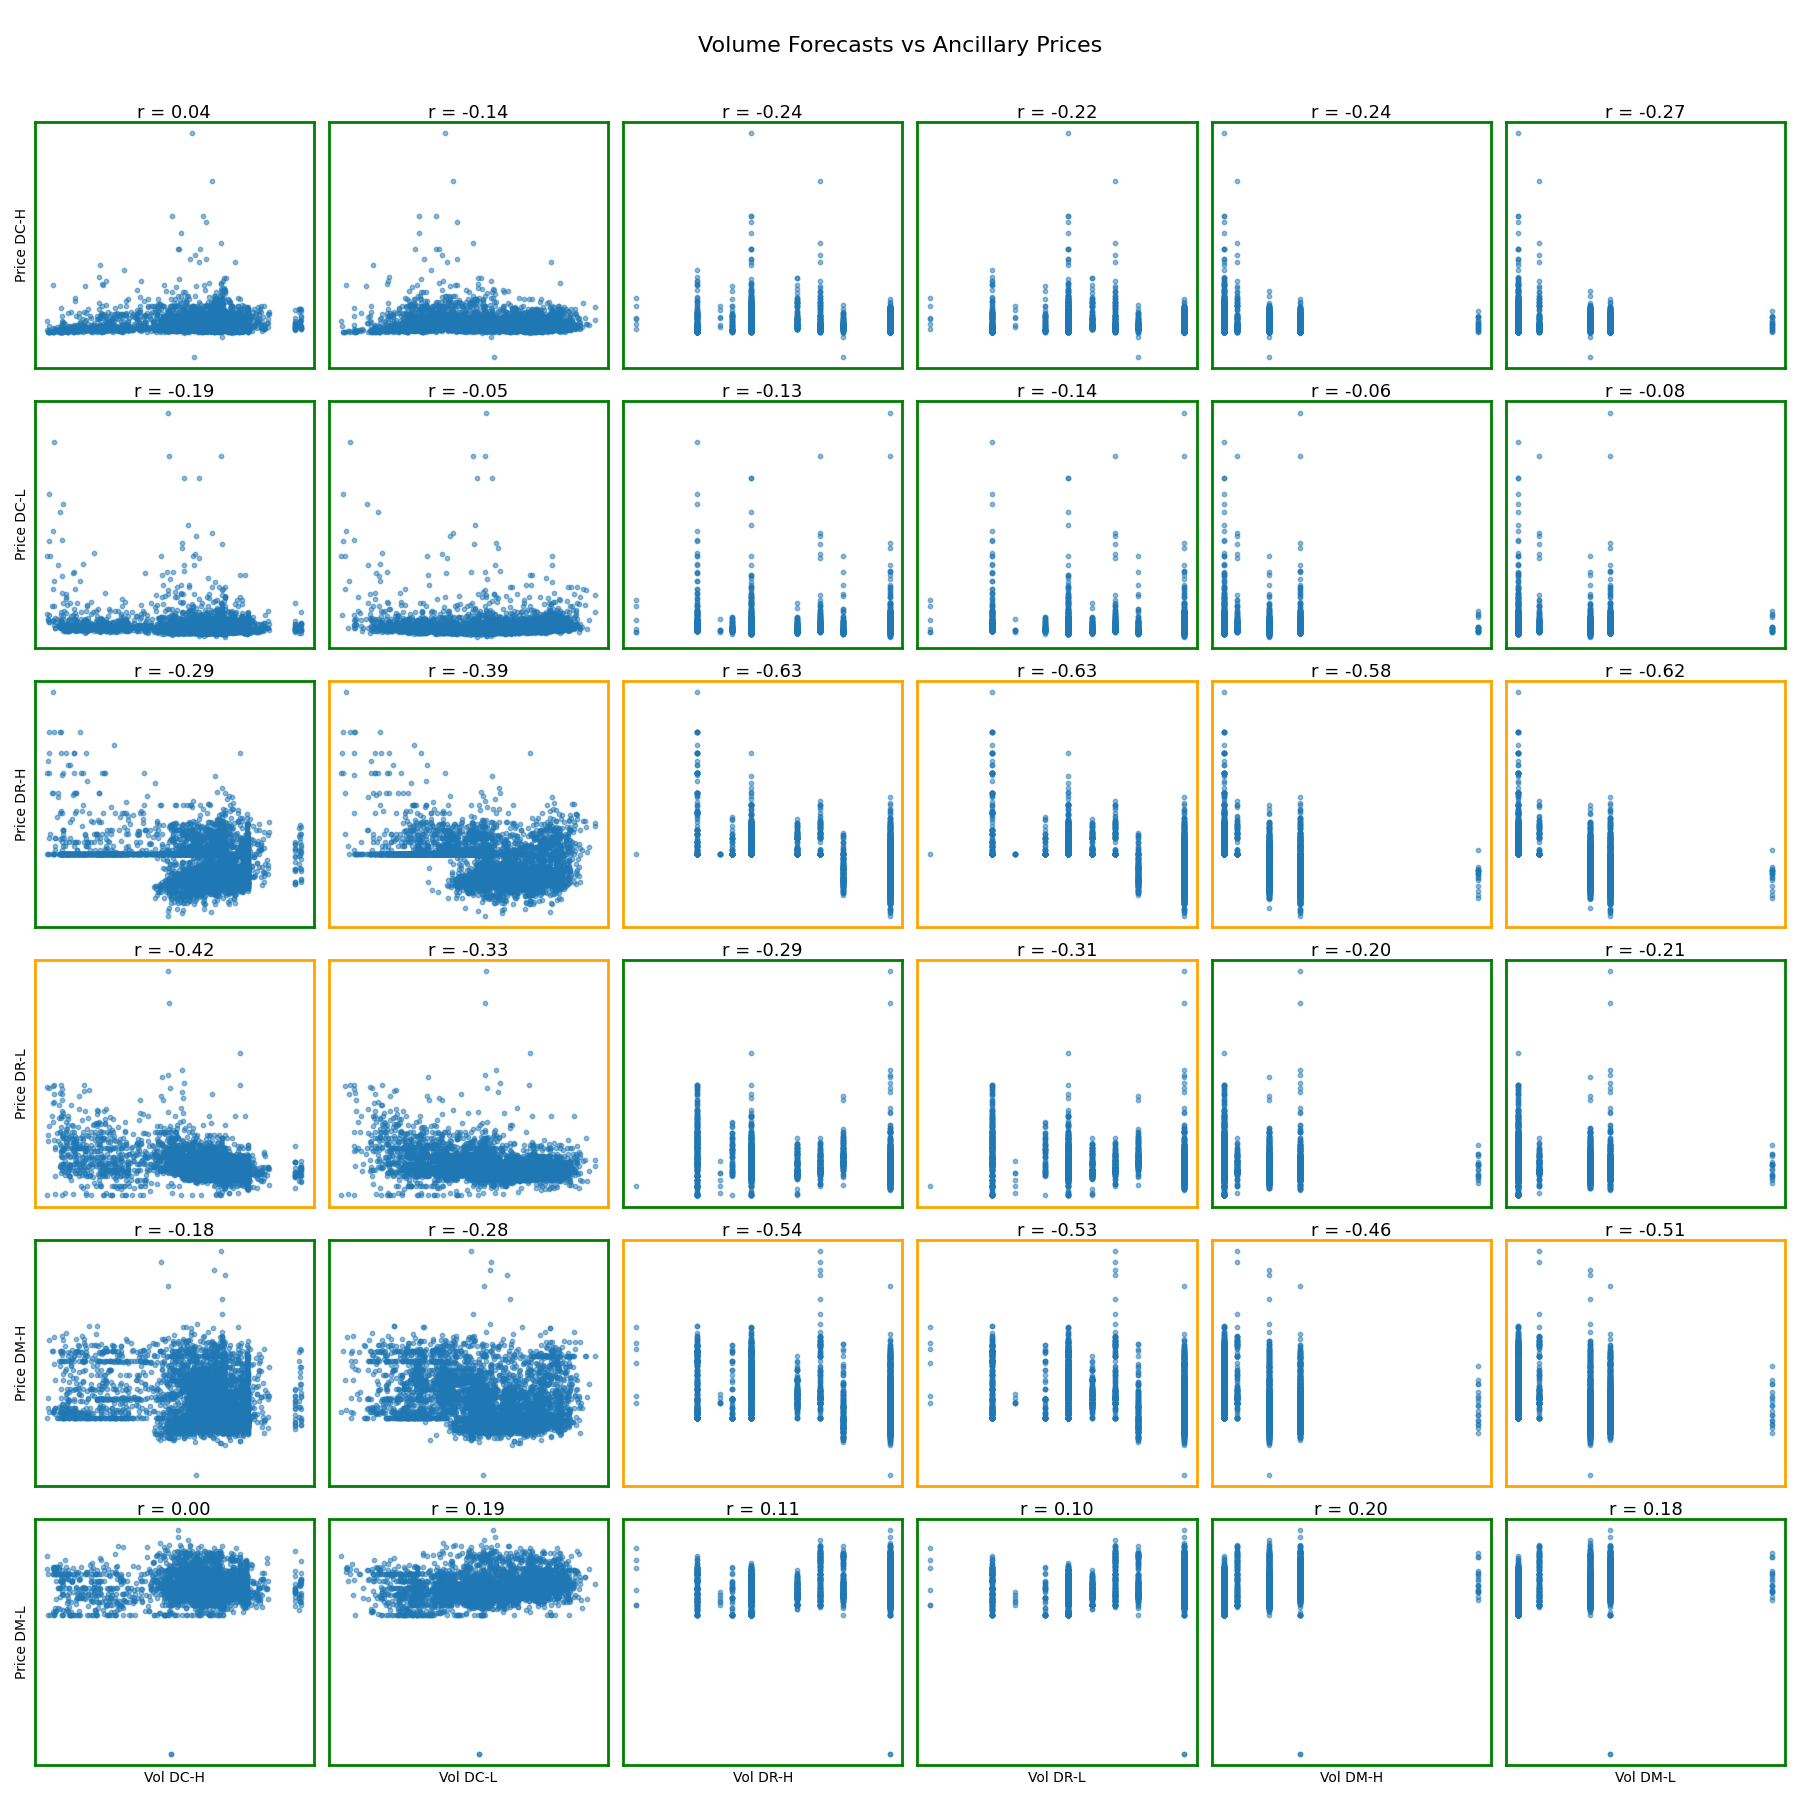 Volume Forecasts vs Ancillary Prices
r = 0.04
r = -0.14
r = -0.24
r = -0.22
r = -0.24
r = -0.27
Price DC-H
r = -0.19
r = -0.05
r = -0.13
r = -0.14
r = -0.06
r = -0.08
Price DC-L
r = -0.29
r = -0.39
r = -0.63
r = -0.63
r = -0.58
r = -0.62
Price DR-H
r = -0.42
r = -0.33
r = -0.29
r = -0.31
r = -0.20
r = -0.21
Price DR-L
r = -0.18
r = -0.28
r = -0.54
r = -0.53
r = -0.46
r = -0.51
Price DM-H
r = 0.00
r = 0.19
r = 0.11
r = 0.10
r = 0.20
r = 0.18
Price DM-L
Vol DC-H
Vol DC-L
Vol DR-H
Vol DR-L
Vol DM-H
Vol DM-L